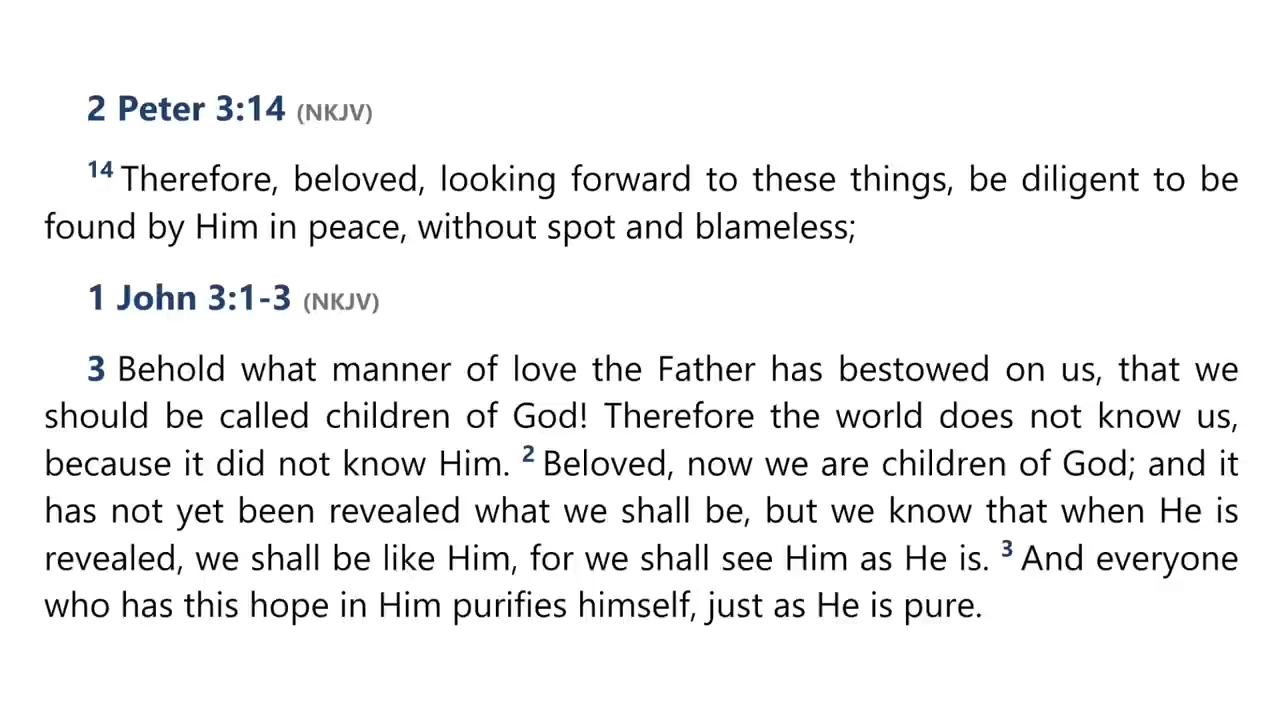 2 Peter 3:14 (NKJV)
14 Therefore, beloved, looking forward to these things, be diligent to be
found by Him in peace, without spot and blameless;
1 John 3:1-3 (NKJV)
3 Behold what manner of love the Father has bestowed on us, that we
should be called children of God! Therefore the world does not know us,
because it did not know Him. 2 Beloved, now we are children of God; and it
has not yet been revealed what we shall be, but we know that when He is
revealed, we shall be like Him, for we shall see Him as He is. 3 And everyone
who has this hope in Him purifies himself, just as He is pure.